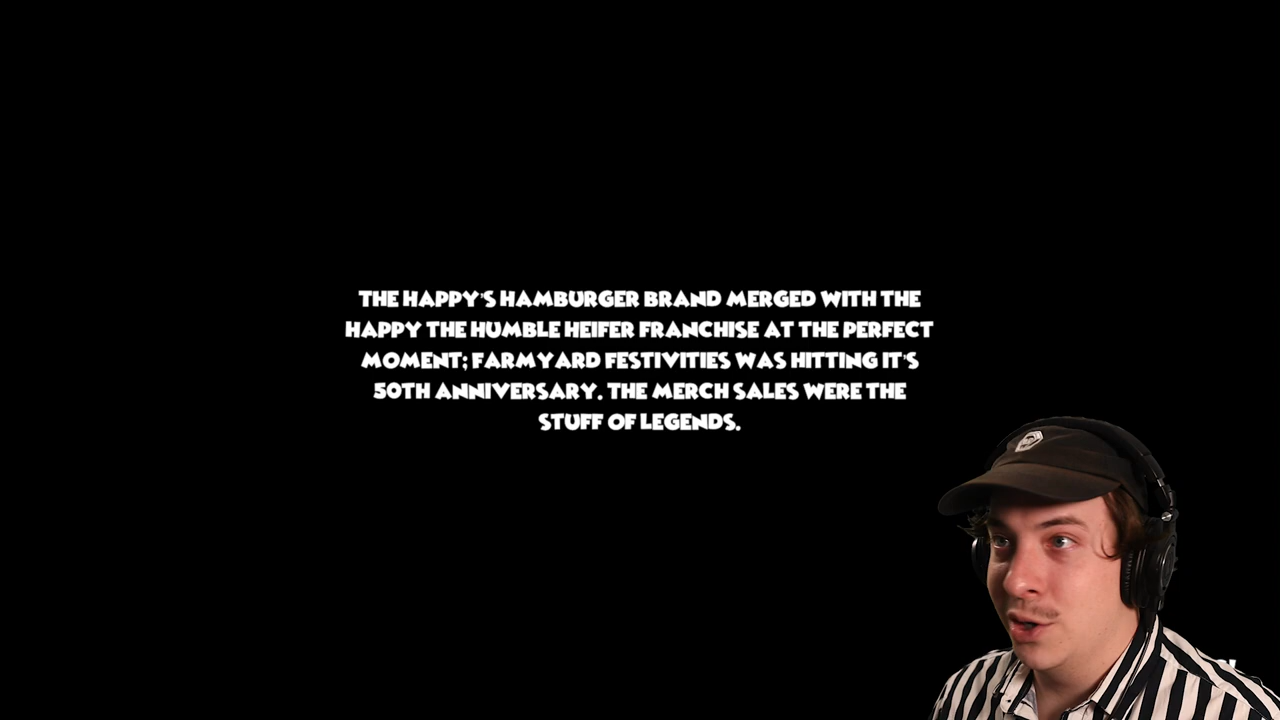 THE HAPPY'S HAMBURGER BRAND MERGED WITH THE
HAPPY THE HUMBLE HEIFER FRANCHISE AT THE PERFECT
MOMENT; FARMYARD FESTIVITIES WAS HITTING IT'S
50TH ANNIVERSARY. THE MERCH SALES WERE THE
STUFF OF LEGENDS.